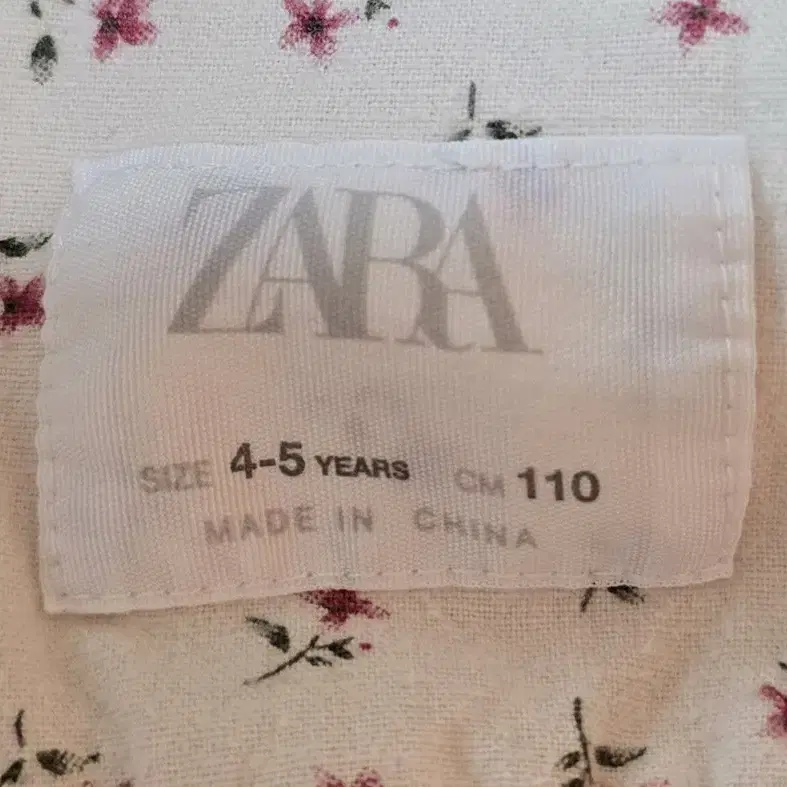 ZARA
SIZE 4-5 YEARS CM 110
MADE IN CHINA